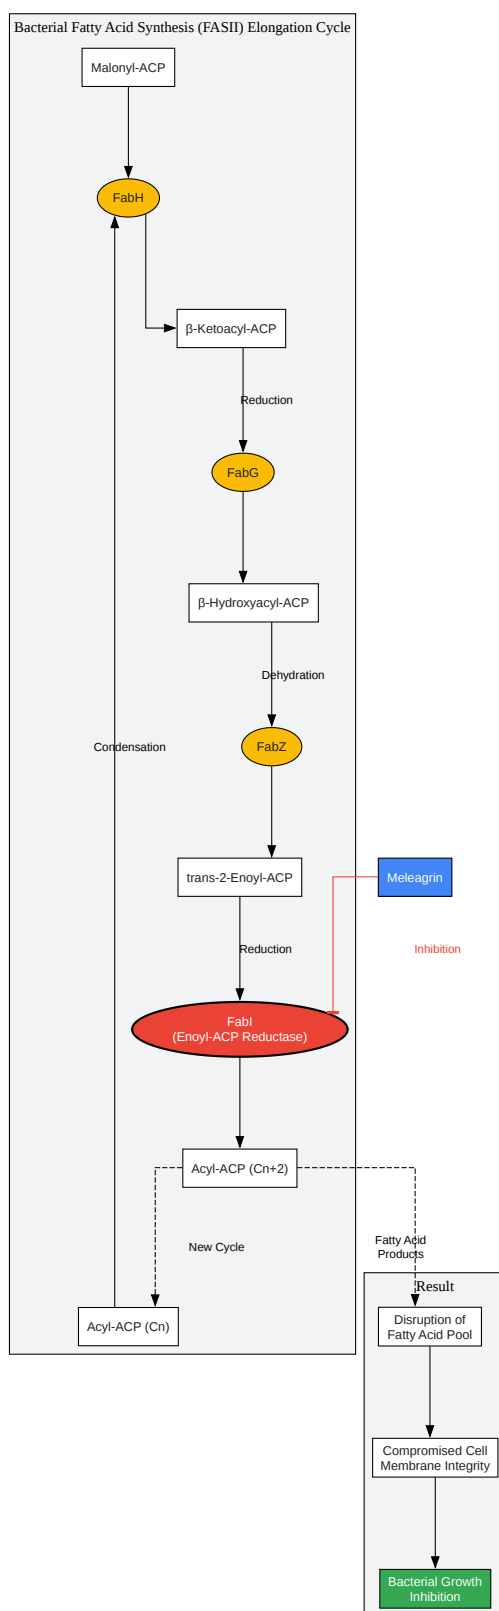 Bacterial Fatty Acid Synthesis (FASII) Elongation Cycle
Malonyl-ACP
FabH
β-Ketoacyl-ACP
Reduction
FabG
β-Hydroxyacyl-ACP
Dehydration
Condensation
FabZ
trans-2-Enoyl-ACP
Meleagrin
Reduction
Inhibition
FabI
(Enoyl-ACP Reductase)
Acyl-ACP (Cn+2)
New Cycle
Fatty Acid
Products
Result
Acyl-ACP (Cn)
Disruption of
Fatty Acid Pool
Compromised Cell
Membrane Integrity
Bacterial Growth
Inhibition